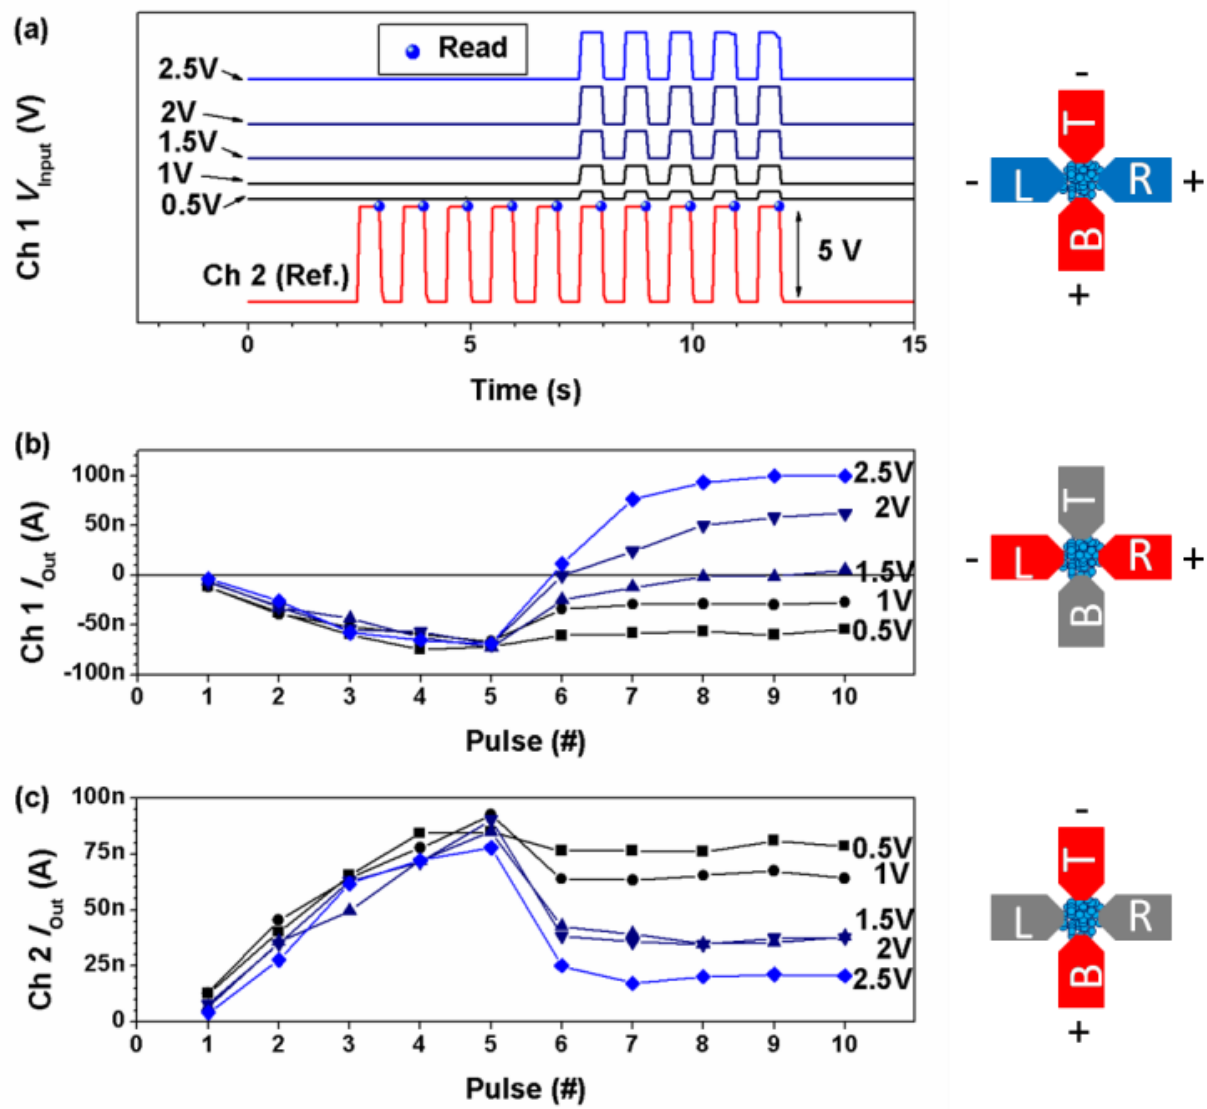 (a)
Read
2.5V
2V
1.5V
1V
0.5V
Ch 2 (Ref.)
5 V
Ch 1 V_Input (V)
0 5 10 15
Time (s)
-
T
- L R +
B
+
(b)
100n
50n
0
-50n
-100n
Ch 1 I_Out (A)
2.5V
2V
1.5V
1V
0.5V
0 1 2 3 4 5 6 7 8 9 10
Pulse (#)
T
- L R +
B
(c)
100n
75n
50n
25n
0
Ch 2 I_Out (A)
0.5V
1V
1.5V
2V
2.5V
0 1 2 3 4 5 6 7 8 9 10
Pulse (#)
-
T
L R
B
+